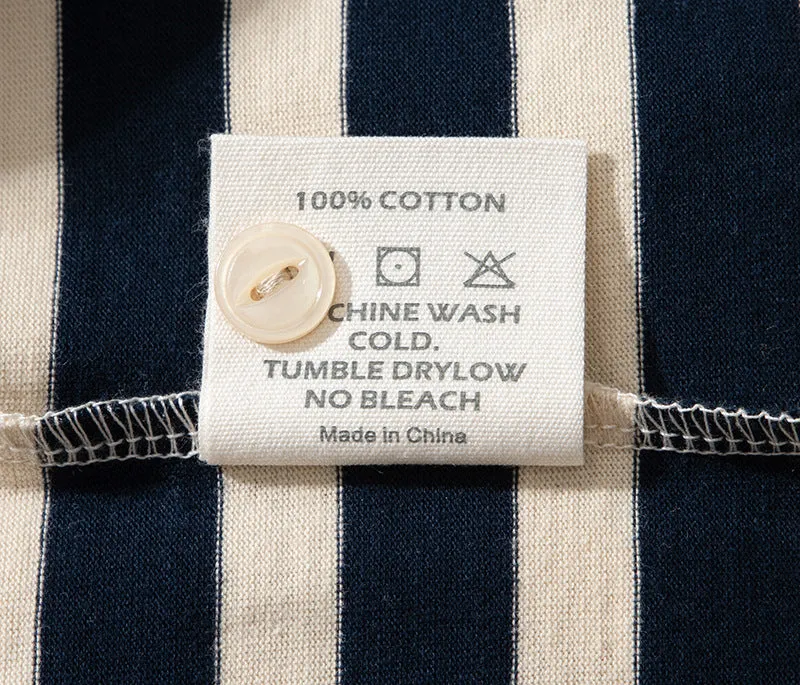 100% COTTON
CHINE WASH
COLD.
TUMBLE DRYLOW
NO BLEACH
Made in China